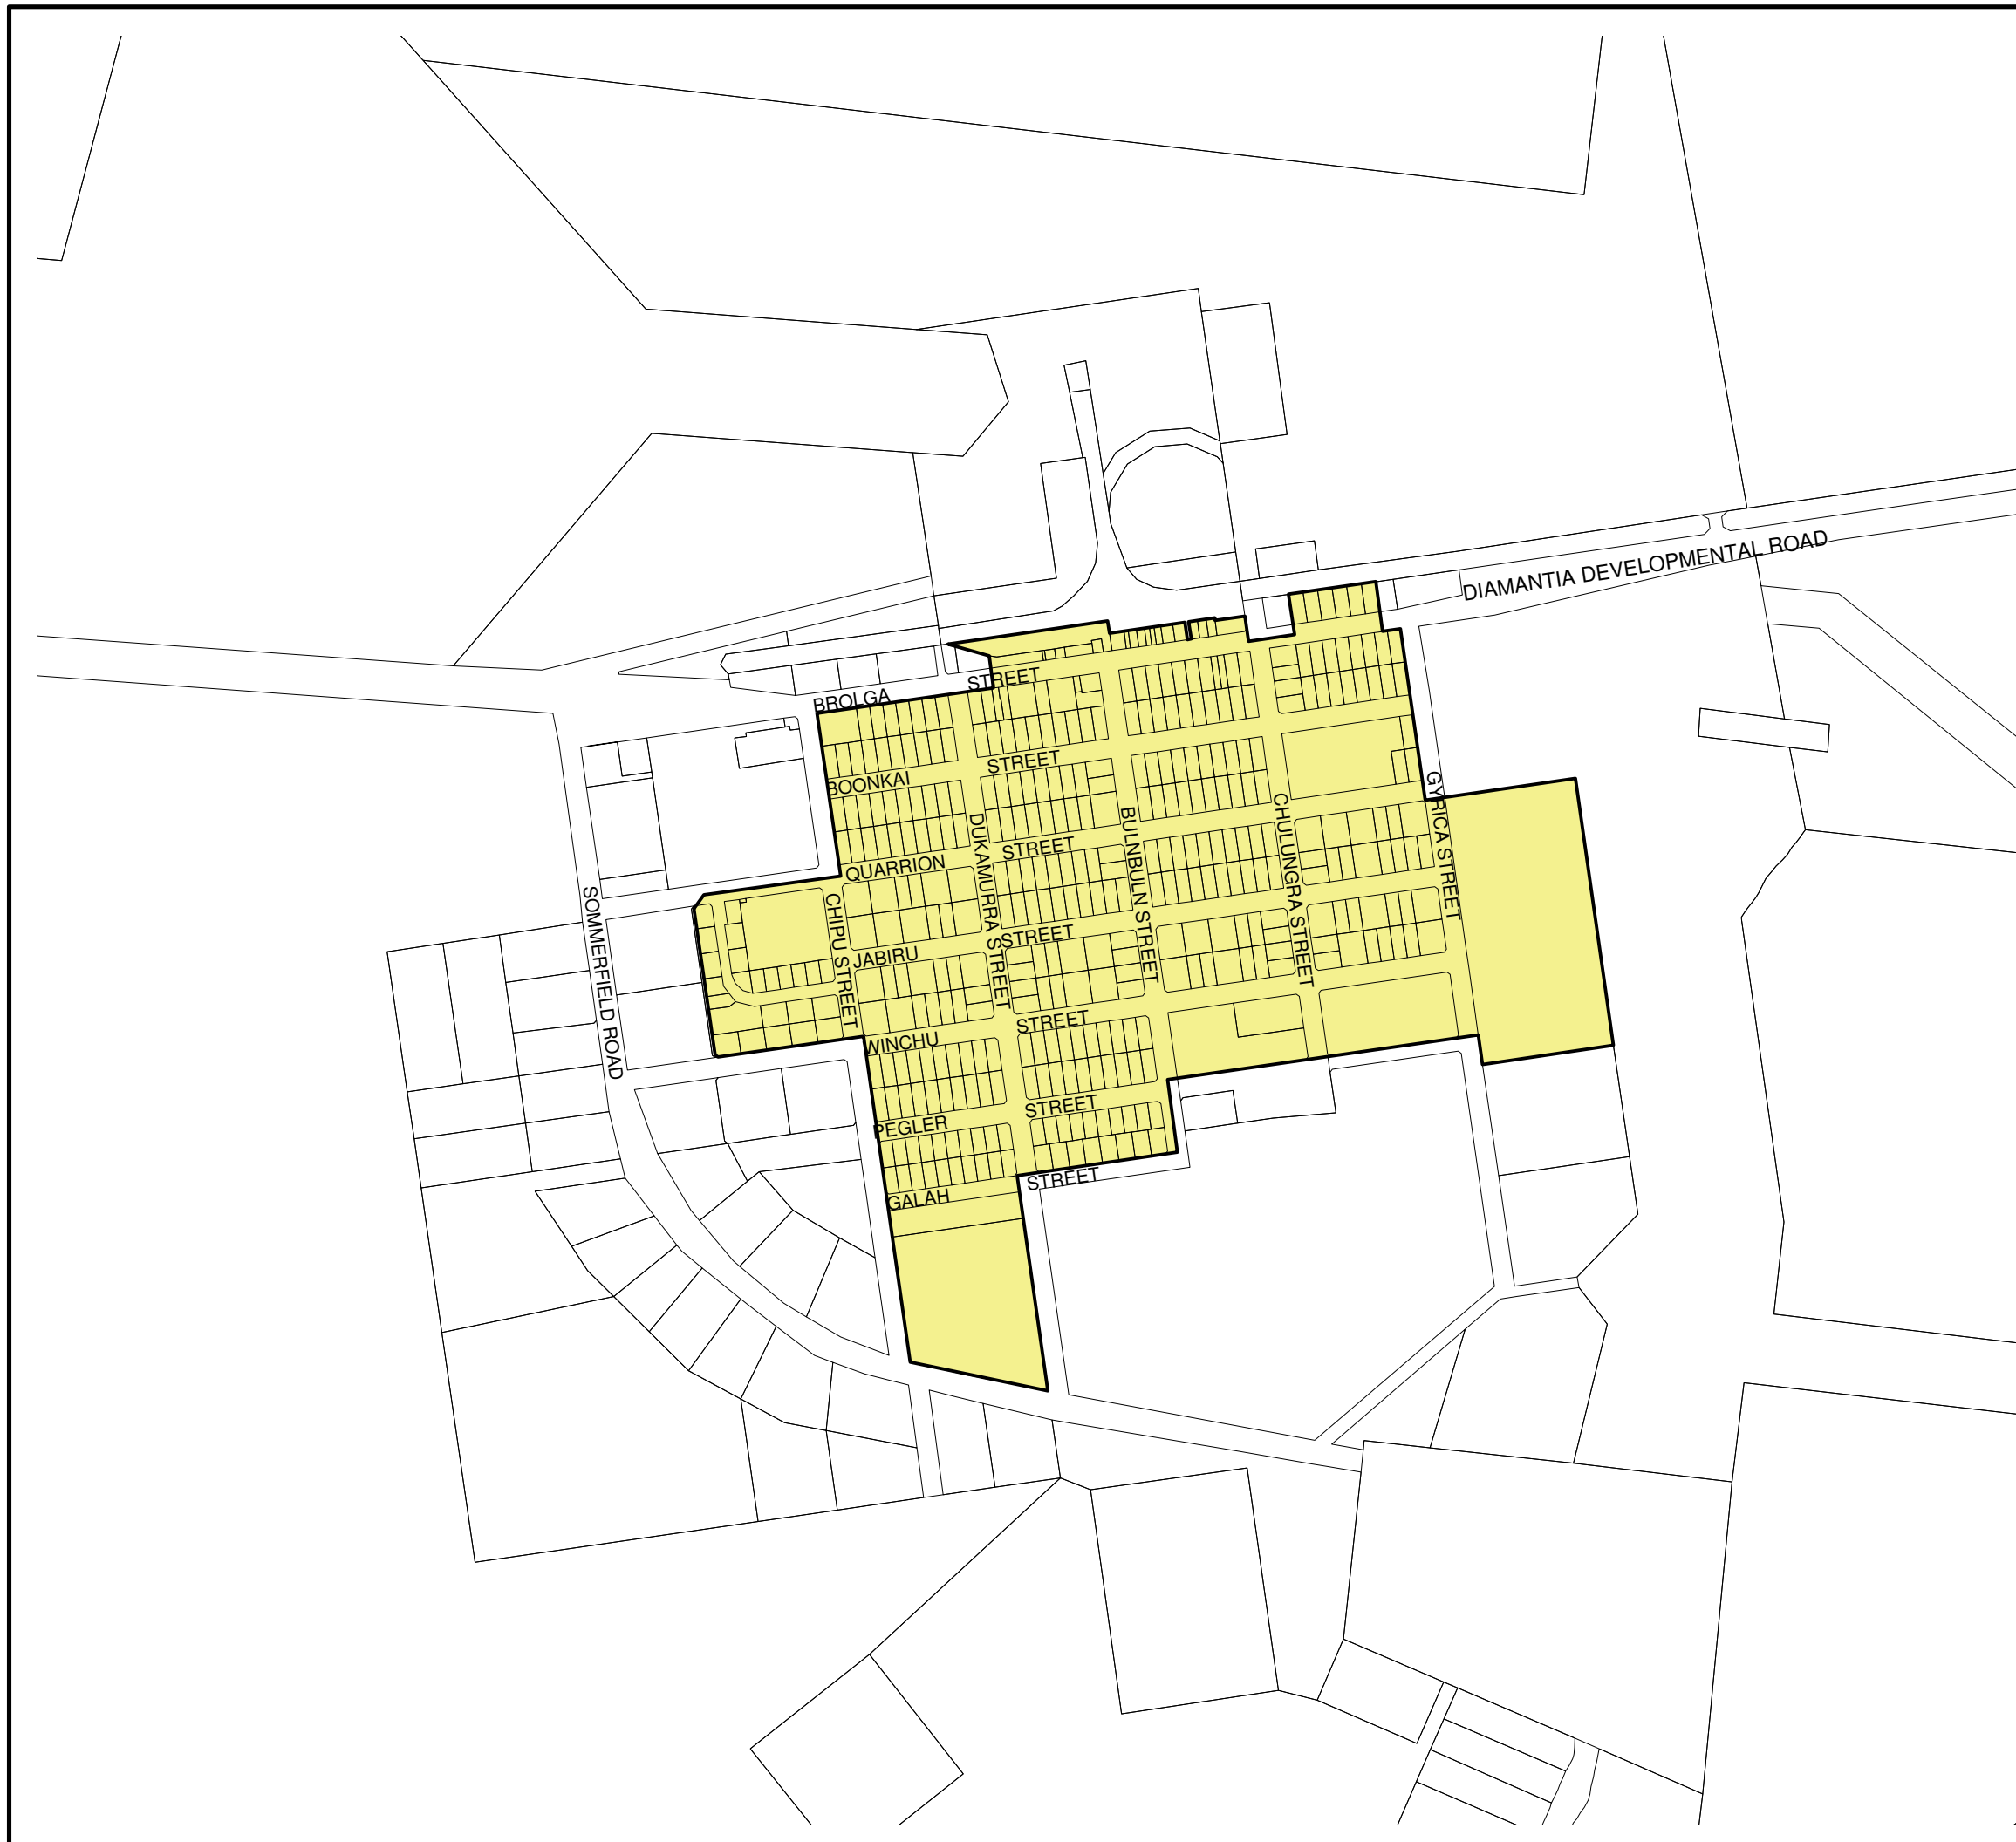 DIAMANTIA DEVELOPMENTAL ROAD
BROLGA STREET
BOONKAI STREET
QUARRION STREET
JABIRU STREET
WINCHU STREET
PEGLER STREET
GALAH STREET
SOMMERFIELD ROAD
CHIPU STREET
DUKAMURRA STREET
BULNBULN STREET
CHULUNGRA STREET
GYRICA STREET